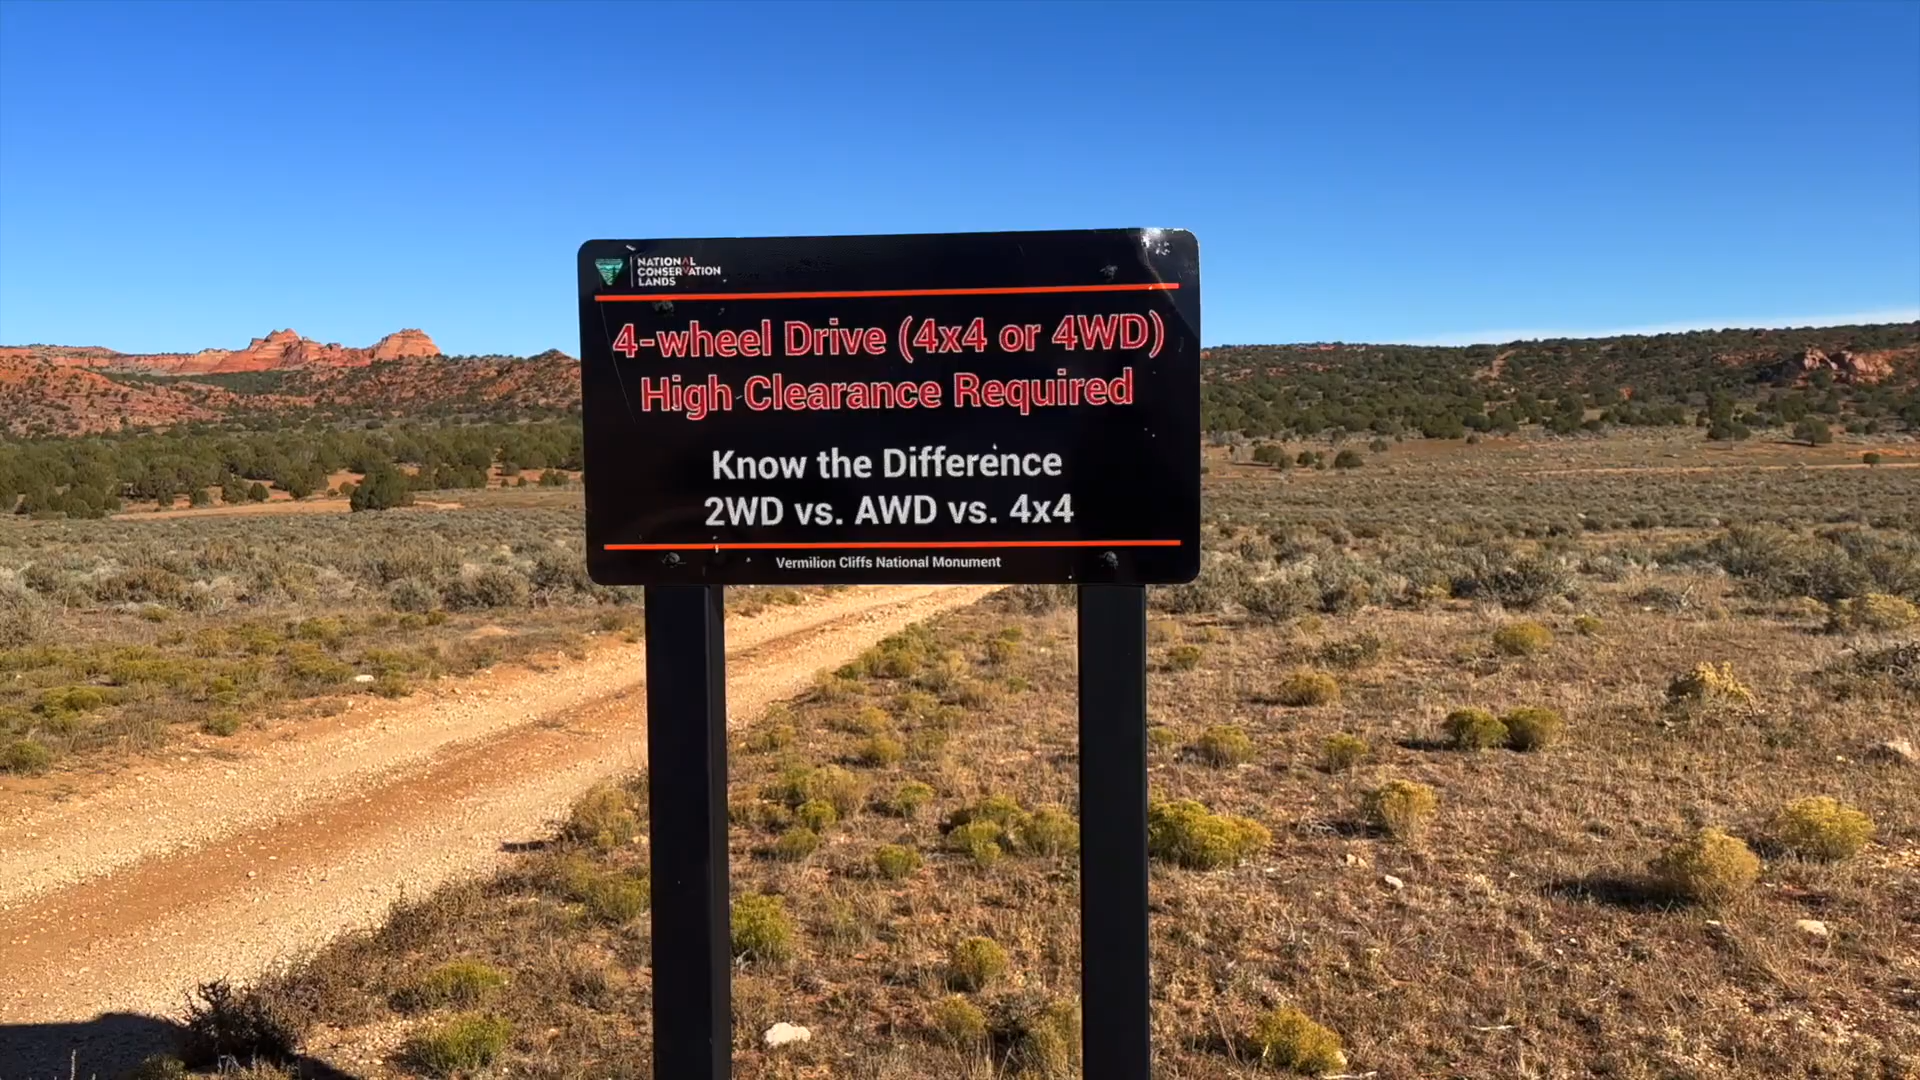 NATIONAL
CONSERVATION
LANDS
4-wheel Drive (4x4 or 4WD)
High Clearance Required
Know the Difference
2WD vs. AWD vs. 4x4
Vermilion Cliffs National Monument